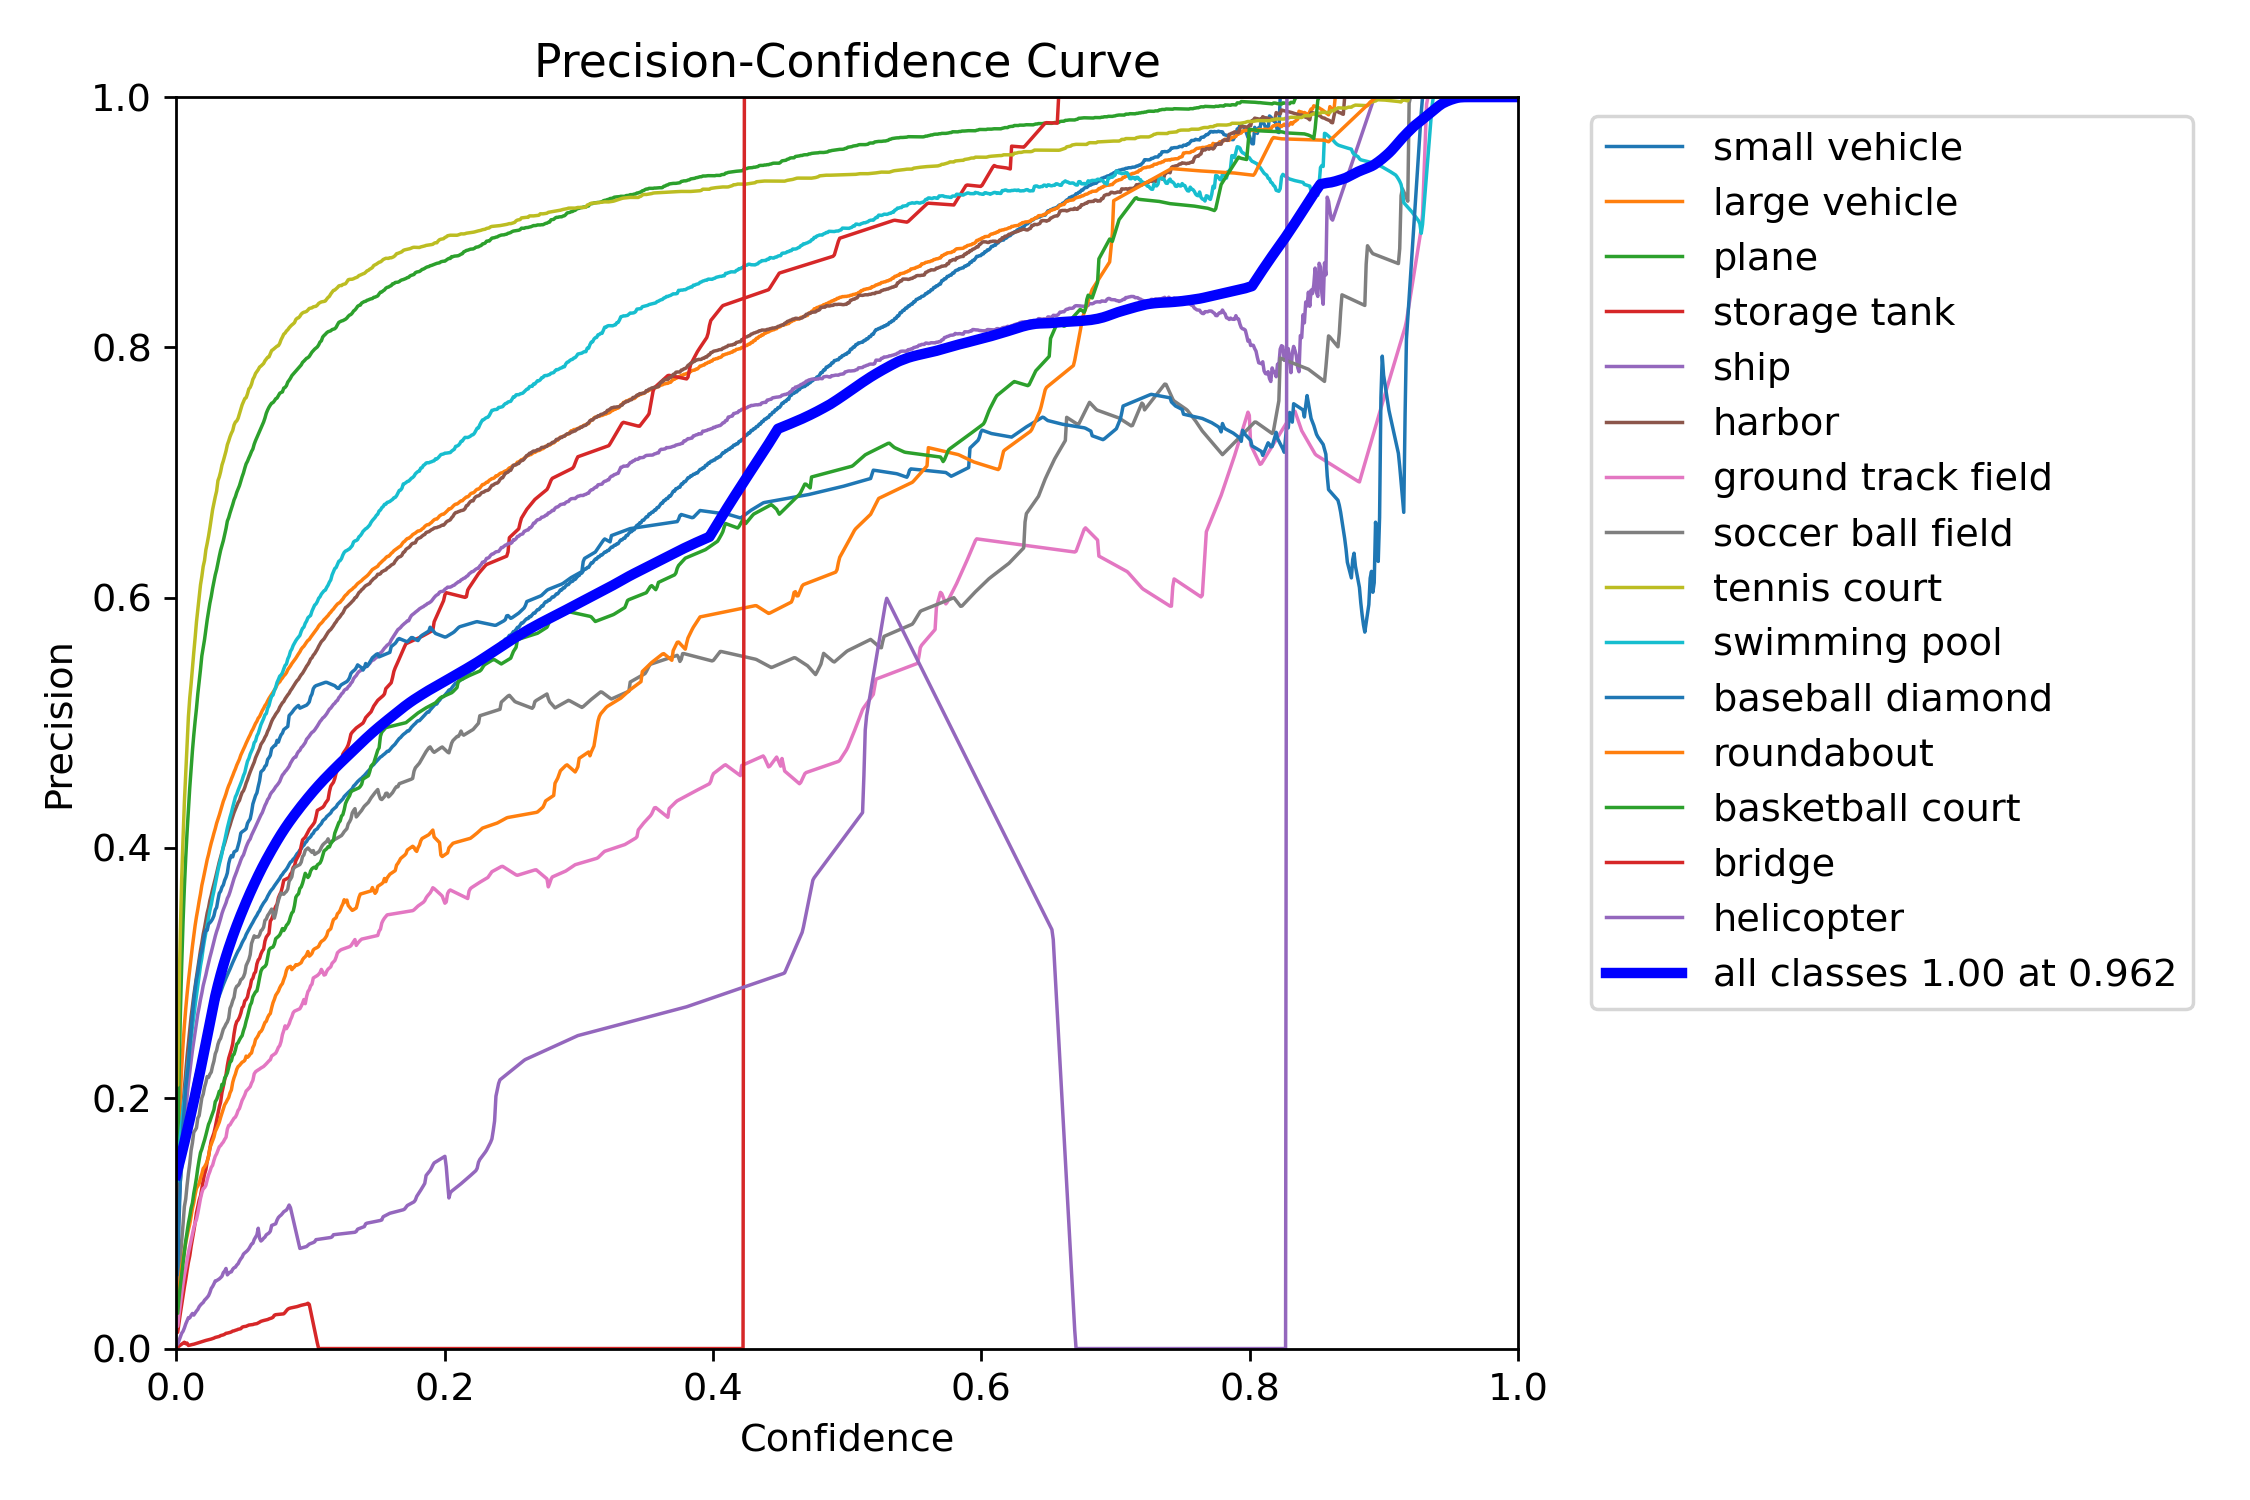 Precision-Confidence Curve
1.0
0.8
0.6
0.4
0.2
0.0
Precision
0.0 0.2 0.4 0.6 0.8 1.0
Confidence
small vehicle
large vehicle
plane
storage tank
ship
harbor
ground track field
soccer ball field
tennis court
swimming pool
baseball diamond
roundabout
basketball court
bridge
helicopter
all classes 1.00 at 0.962